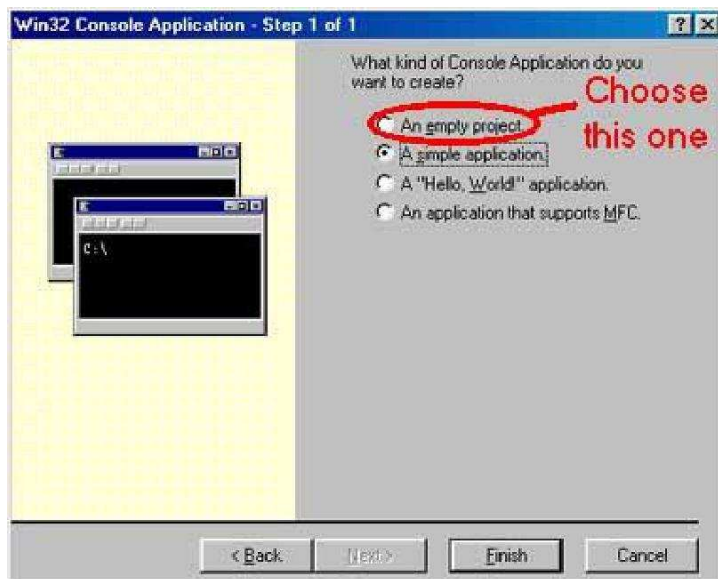 Win32 Console Application - Step 1 of 1
What kind of Console Application do you
want to create?
Choose
this one
An empty project.
A simple application.
A "Hello, World!" application.
An application that supports MFC.
C:\
< Back
Next >
Finish
Cancel